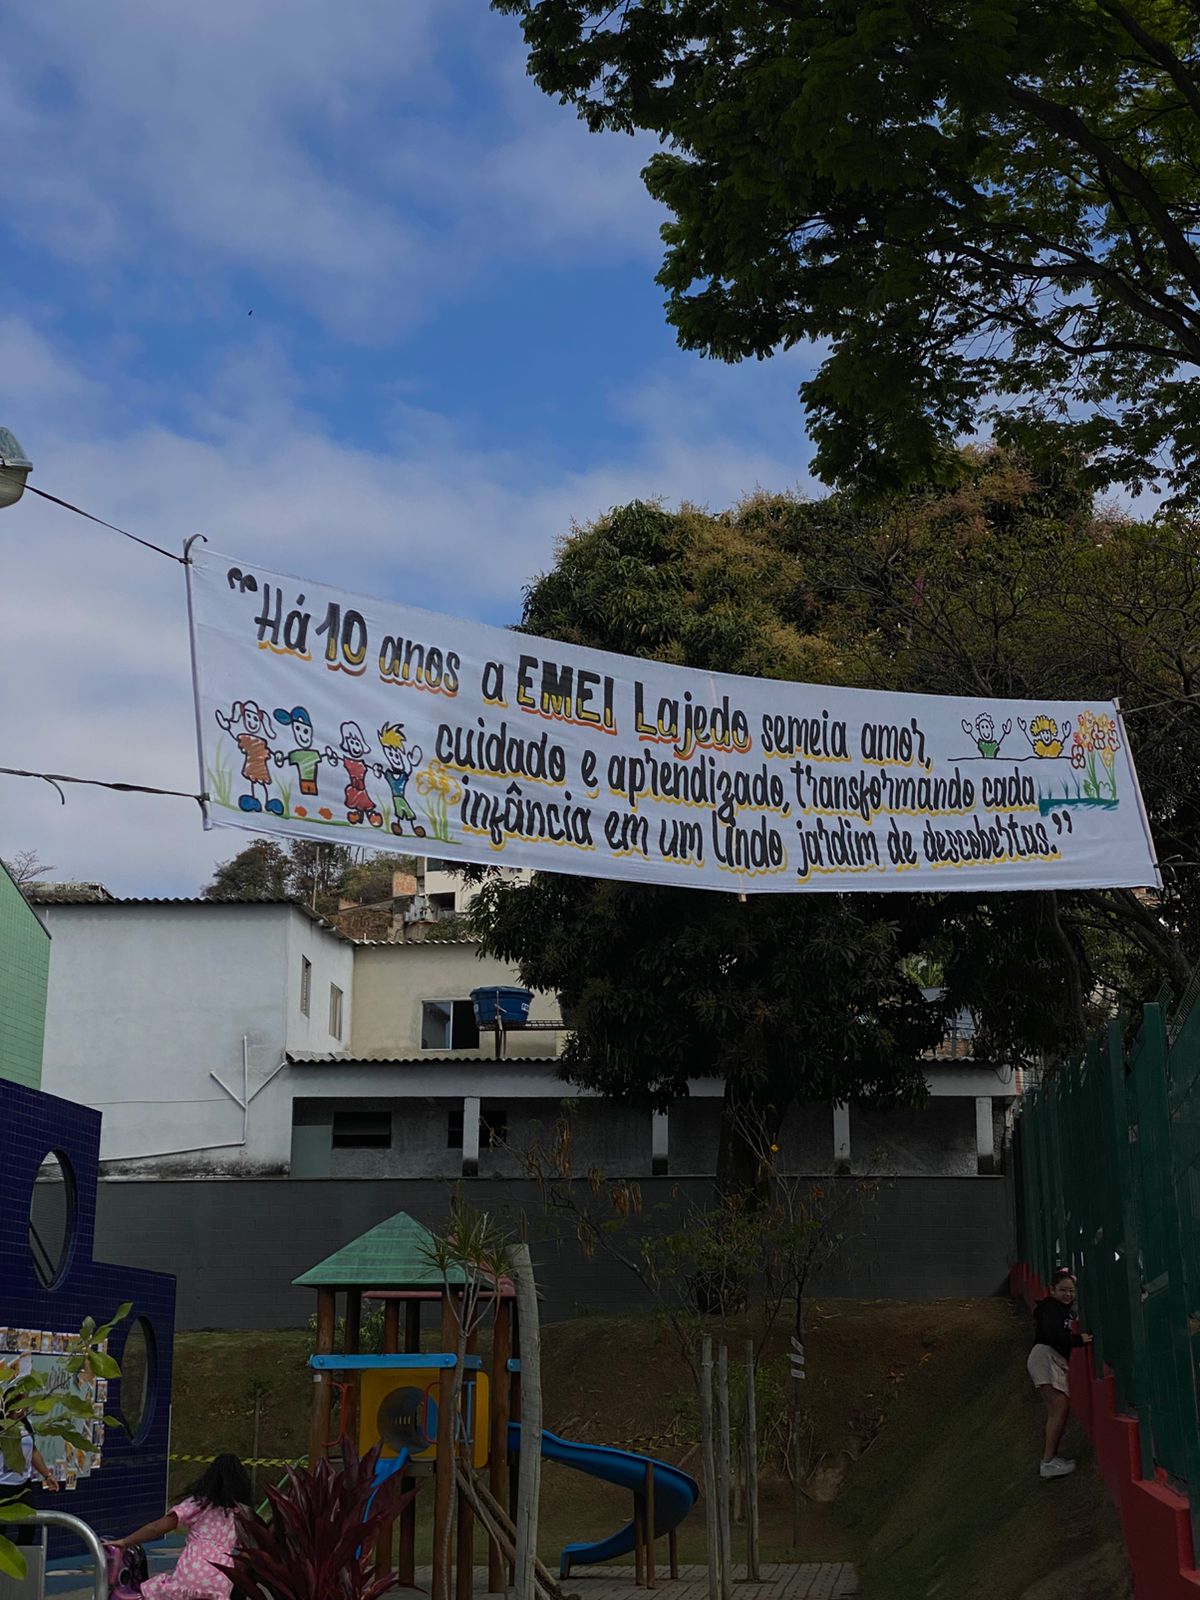 "Há 10 anos a EMEI Lajedo semeia amor,
cuidado e aprendizado, transformando cada
infância em um lindo jardim de descobertas."